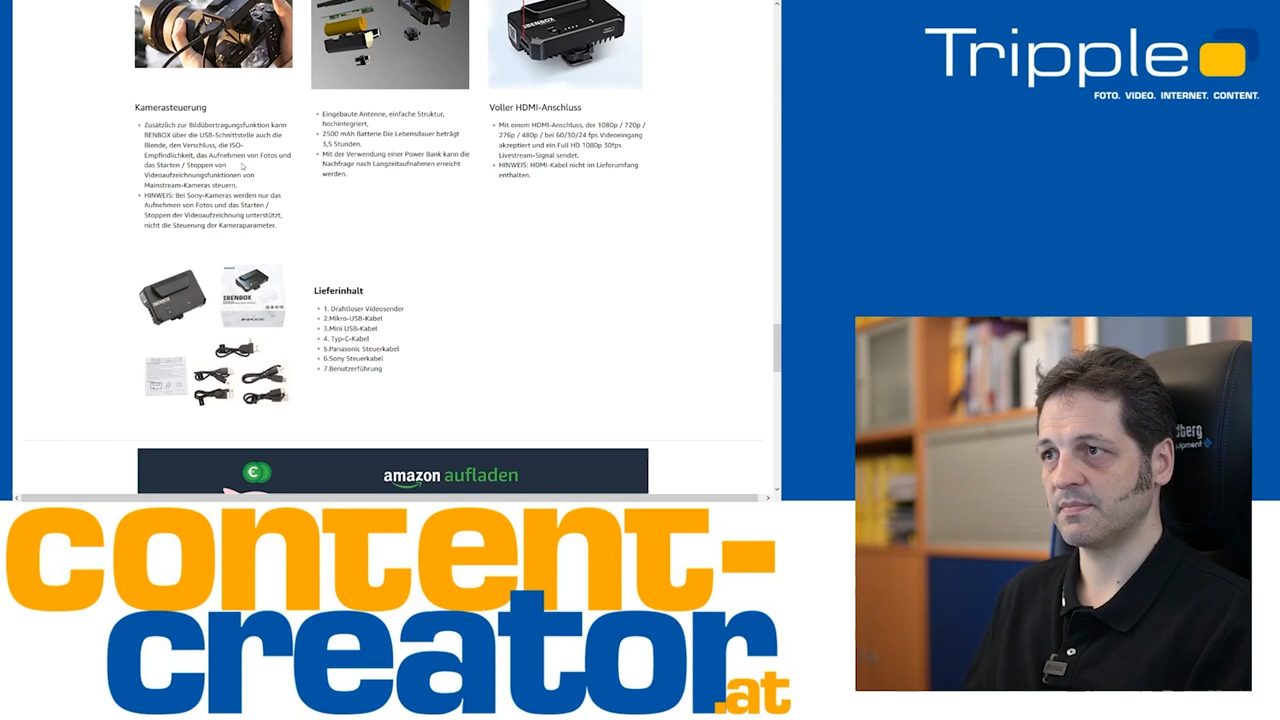 Tripple
FOTO. VIDEO. INTERNET. CONTENT.
BENBOX
Kamerasteuerung
Zusätzlich zur Bildübertragungsfunktion kann
BENBOX über die USB-Schnittstelle auch die
Blende, den Verschluss, die ISO-
Empfindlichkeit, das Aufnehmen von Fotos und
das Starten / Stoppen von
Videoaufzeichnungsfunktionen von
Mainstream-Kameras steuern.
HINWEIS: Bei Sony-Kameras werden nur das
Aufnehmen von Fotos und das Starten /
Stoppen der Videoaufzeichnung unterstützt,
nicht die Steuerung der Kameraparameter.
Eingebaute Antenne, einfache Struktur,
hochintegriert,
2500 mAh Batterie Die Lebensdauer beträgt
3,5 Stunden.
Mit der Verwendung einer Power Bank kann die
Nachfrage nach Langzeitaufnahmen erreicht
werden.
Voller HDMI-Anschluss
Mit einem HDMI-Anschluss, der 1080p / 720p /
276p / 480p / bei 60/30/24 fps Videoeingang
akzeptiert und ein Full HD 1080p 30fps
Livestream-Signal sendet.
HINWEIS: HDMI-Kabel nicht im Lieferumfang
enthalten.
BENBOX
BENBOX
Lieferinhalt
1. Drahtloser Videosender
2.Mikro-USB-Kabel
3.Mini USB-Kabel
4. Typ-C-Kabel
5.Panasonic Steuerkabel
6.Sony Steuerkabel
7.Benutzerführung
€
amazon aufladen
content-
creator
.at